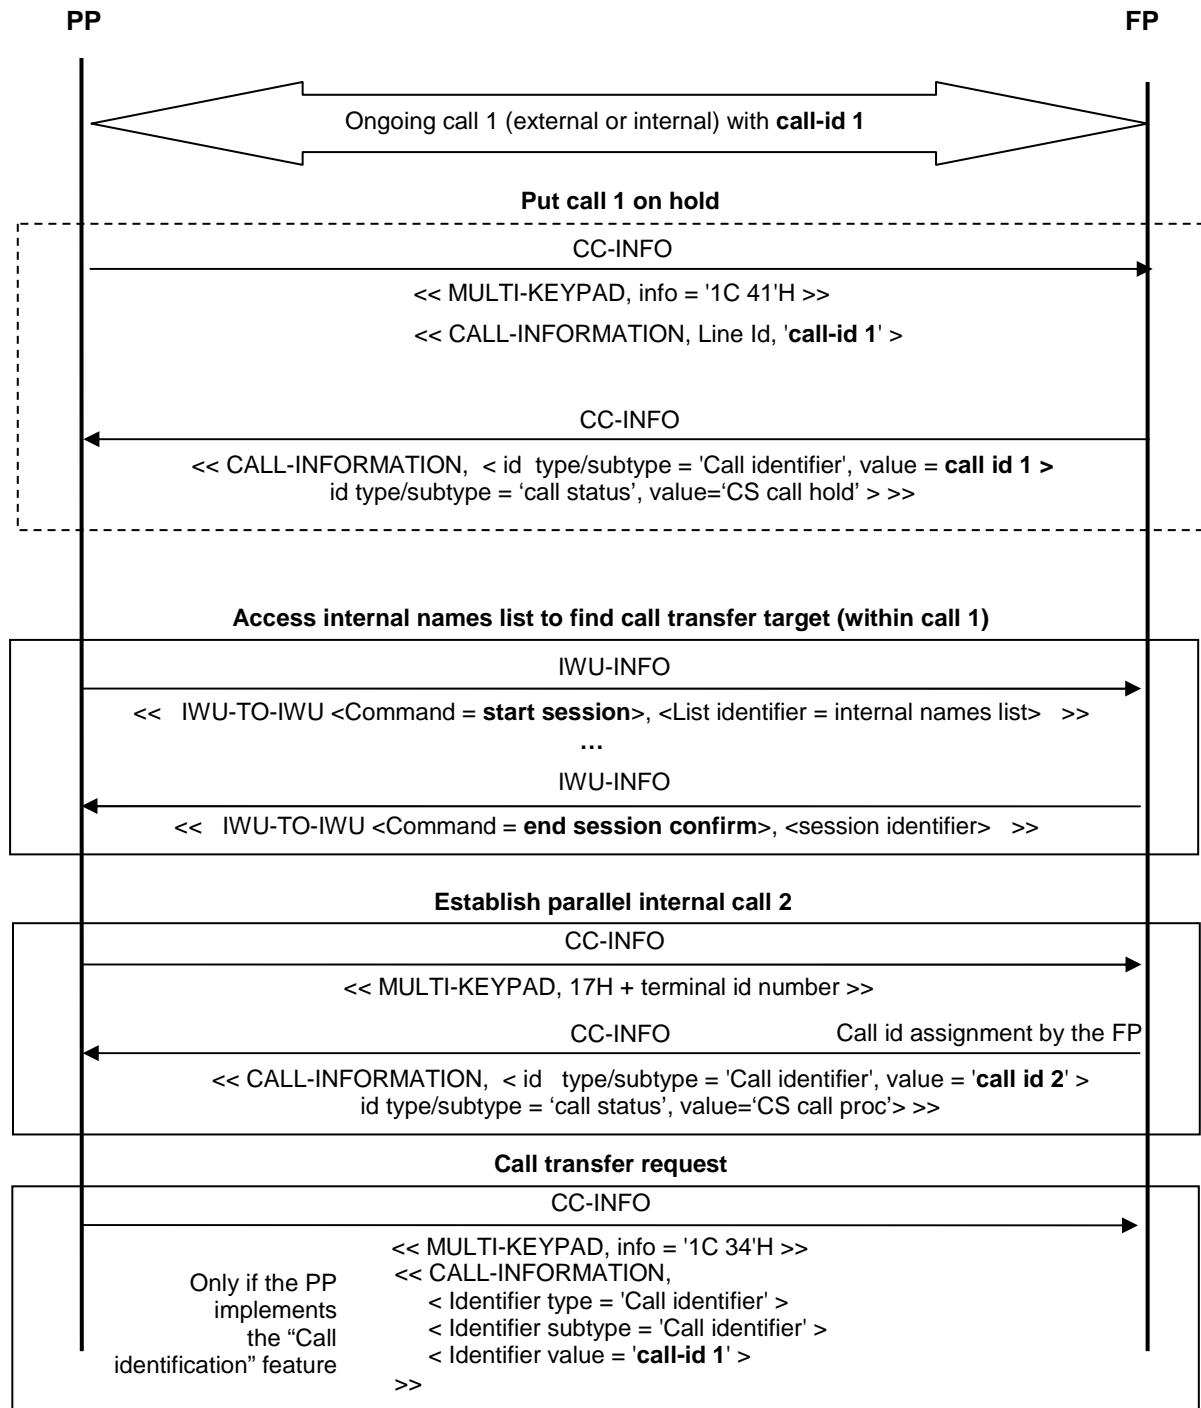 PP FP
Ongoing call 1 (external or internal) with call-id 1
Put call 1 on hold
CC-INFO
<< MULTI-KEYPAD, info = '1C 41'H >>
<< CALL-INFORMATION, Line Id, 'call-id 1' >
CC-INFO
<< CALL-INFORMATION, < id type/subtype = 'Call identifier', value = call id 1 >
id type/subtype = ‘call status’, value=‘CS call hold’ > >>
Access internal names list to find call transfer target (within call 1)
IWU-INFO
<< IWU-TO-IWU <Command = start session>, <List identifier = internal names list> >>
...
IWU-INFO
<< IWU-TO-IWU <Command = end session confirm>, <session identifier> >>
Establish parallel internal call 2
CC-INFO
<< MULTI-KEYPAD, 17H + terminal id number >>
CC-INFO Call id assignment by the FP
<< CALL-INFORMATION, < id type/subtype = 'Call identifier', value = 'call id 2' >
id type/subtype = ‘call status’, value=‘CS call proc’> >>
Call transfer request
CC-INFO
<< MULTI-KEYPAD, info = '1C 34'H >>
<< CALL-INFORMATION,
< Identifier type = 'Call identifier' >
< Identifier subtype = 'Call identifier' >
< Identifier value = 'call-id 1' >
>>
Only if the PP
implements
the “Call
identification” feature